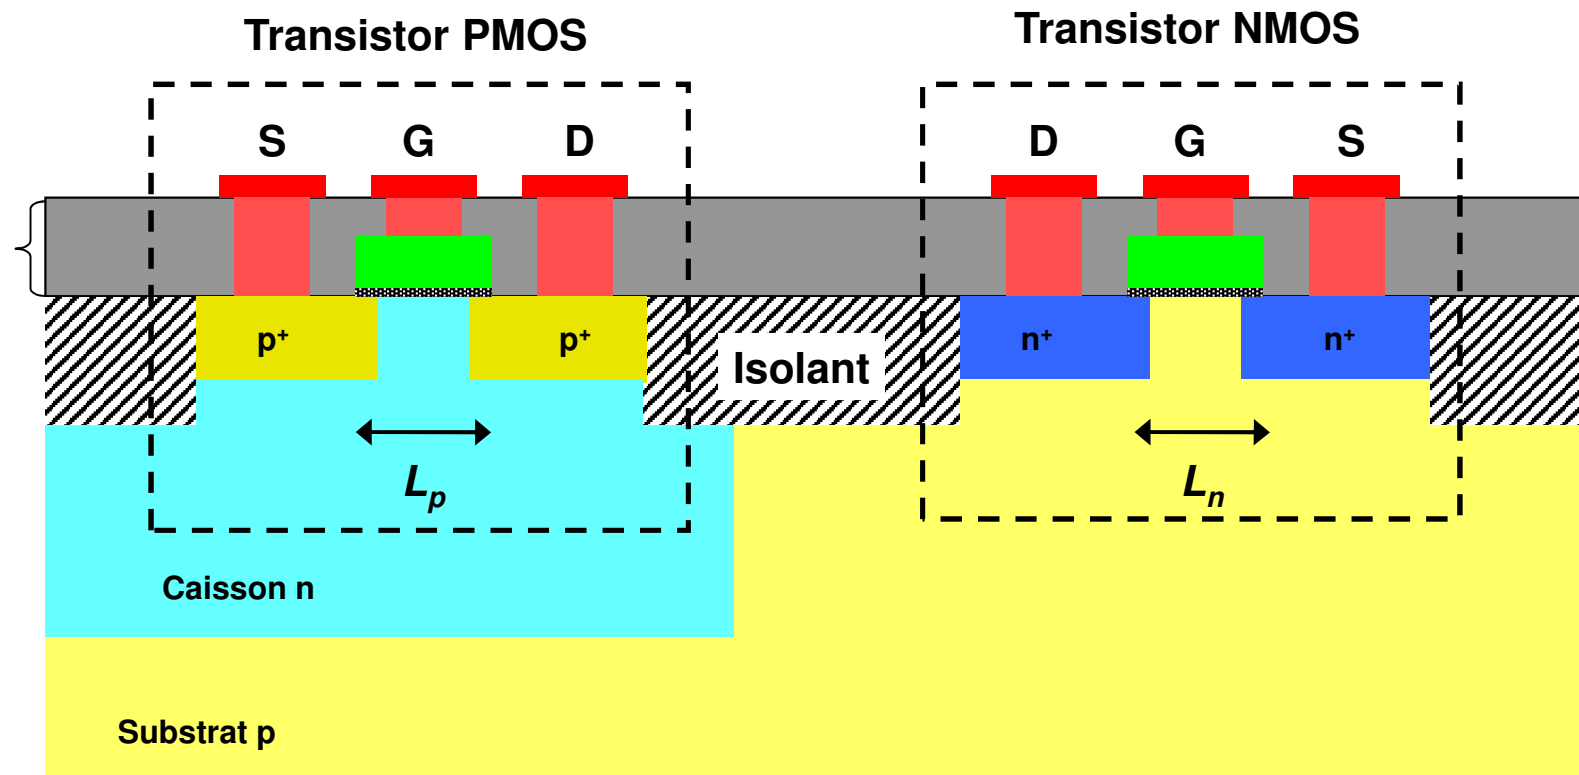 Transistor PMOS
Transistor NMOS
S G D
D G S
p+ p+
n+ n+
Isolant
Lp
Ln
Caisson n
Substrat p